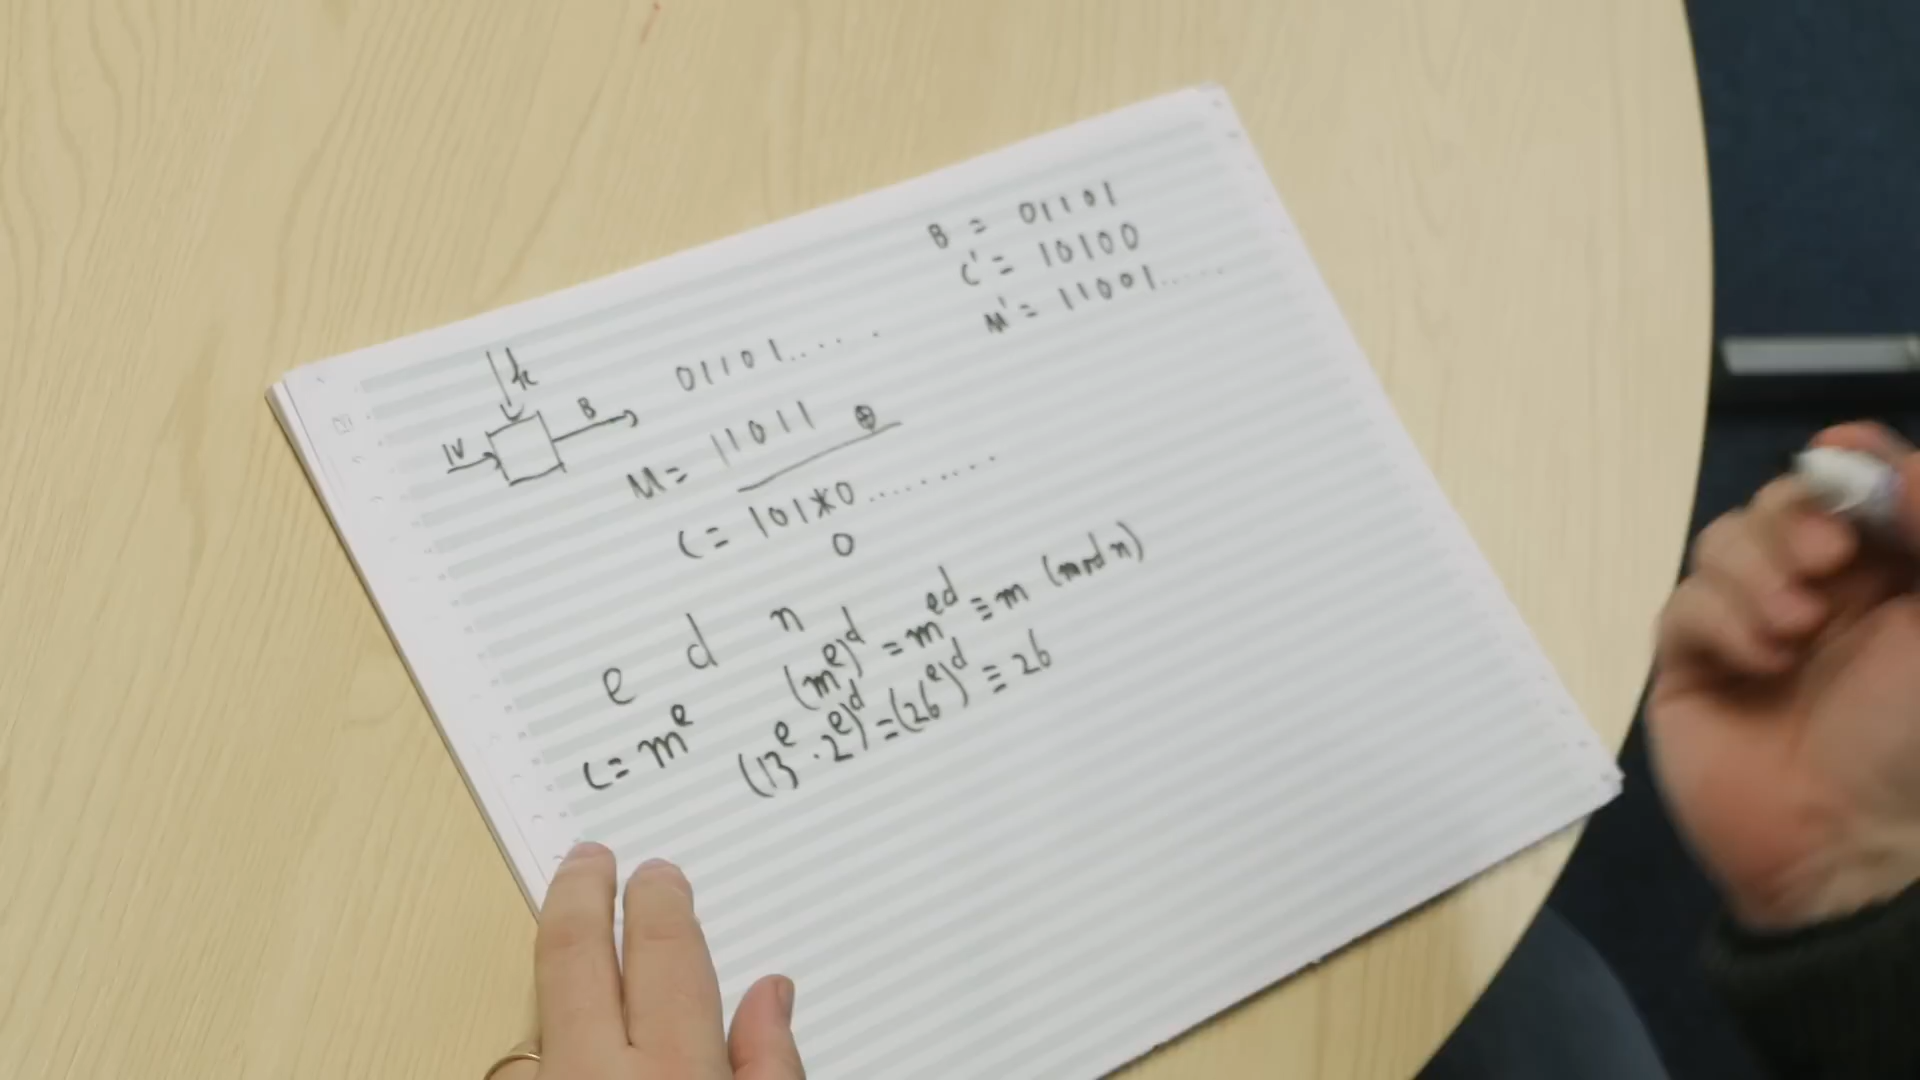 B = 01101
C' = 10100
M' = 11001.....
k
IV
B
01101......
M = 11011 ⊕
C = 101*0.........
0
e d n
(m^e)^d = m^ed ≡ m (mod n)
c = m^e
(13^e · 2^e)^d = (26^e)^d ≡ 26